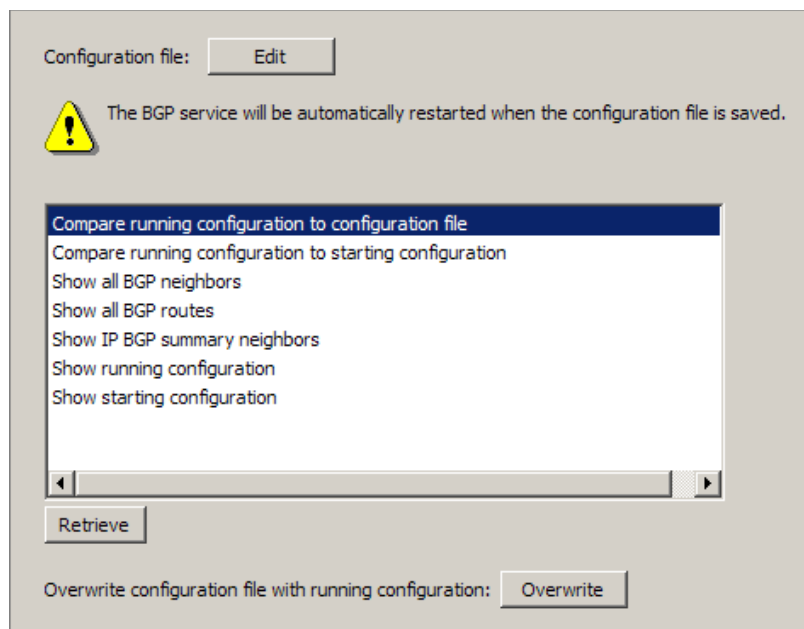 Configuration file: Edit
The BGP service will be automatically restarted when the configuration file is saved.
Compare running configuration to configuration file
Compare running configuration to starting configuration
Show all BGP neighbors
Show all BGP routes
Show IP BGP summary neighbors
Show running configuration
Show starting configuration
Retrieve
Overwrite configuration file with running configuration: Overwrite